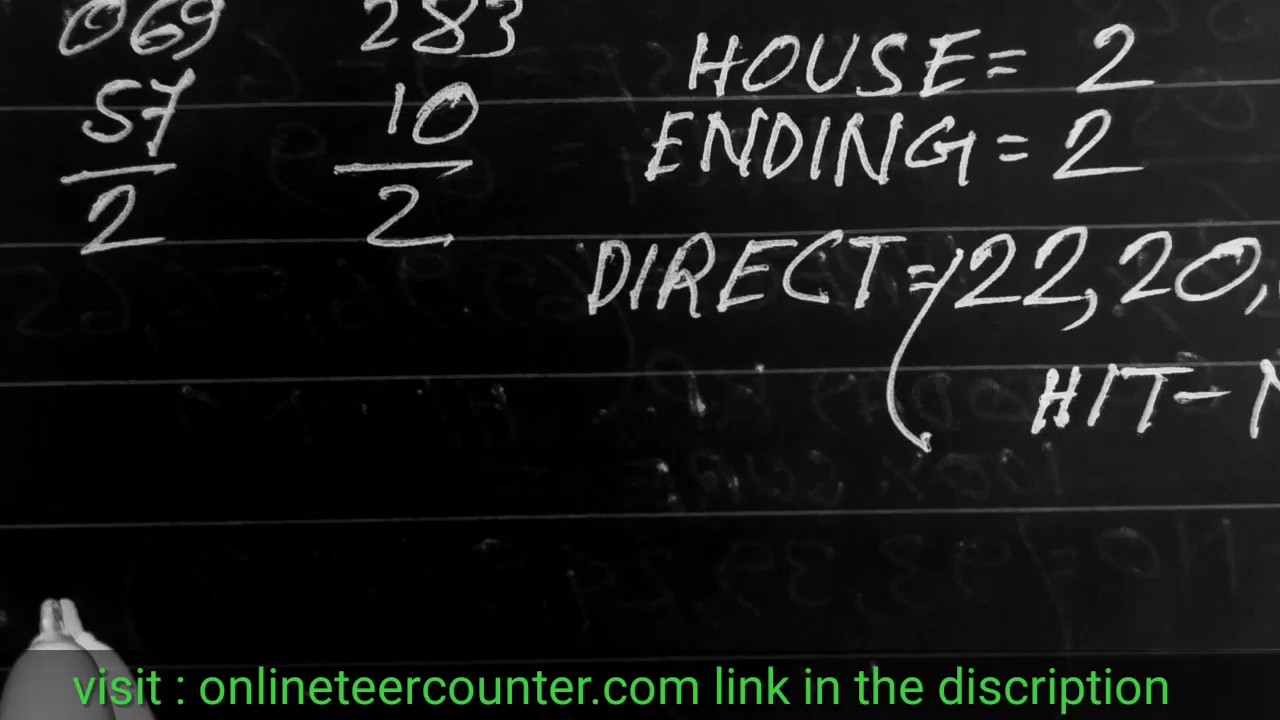 069 283
57 10
2 2
HOUSE = 2
ENDING = 2
DIRECT = 22, 20,
HIT-
visit : onlineteercounter.com link in the discription